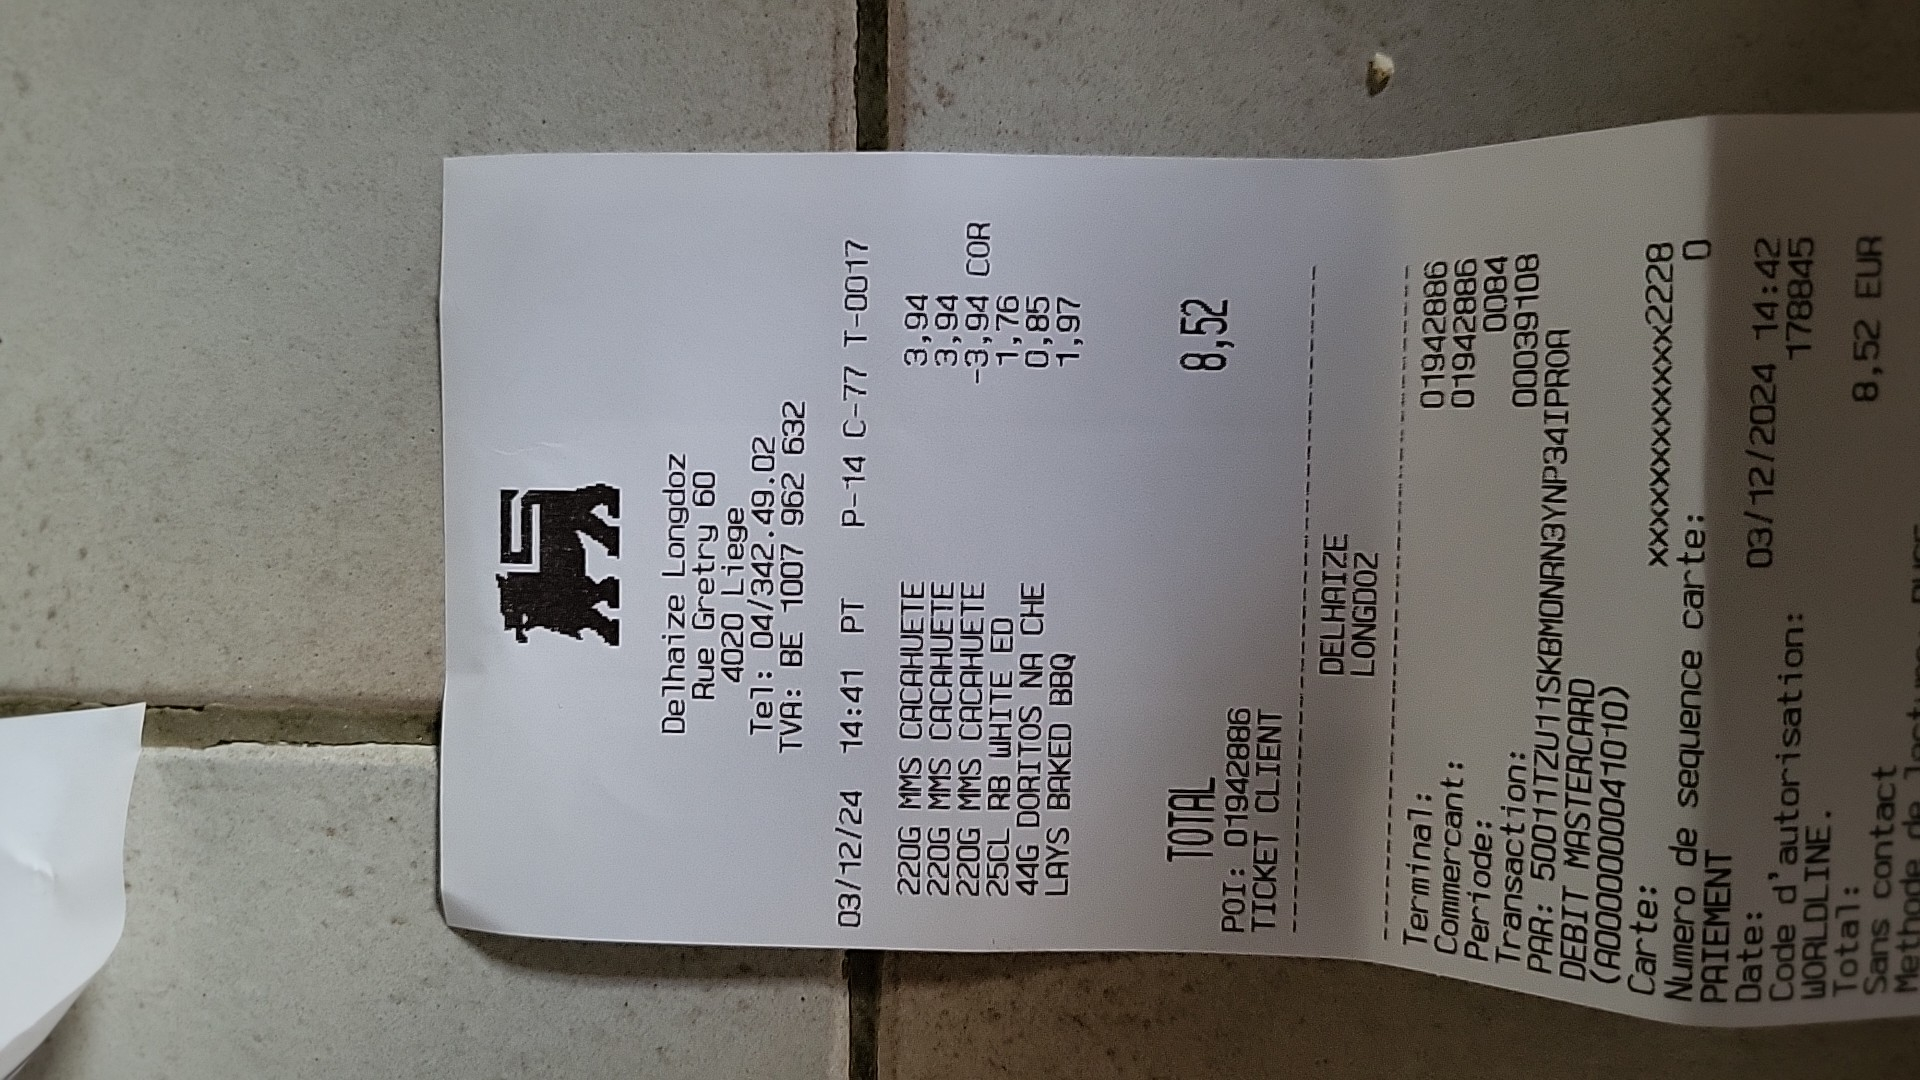 Delhaize Longdoz
Rue Gretry 60
4020 Liege
Tel: 04/342.49.02
TVA: BE 1007 962 632
03/12/24 14:41 PT P-14 C-77 T-0017
220G MMS CACAHUETE 3,94
220G MMS CACAHUETE 3,94
220G MMS CACAHUETE -3,94 COR
25CL RB WHITE ED 1,76
44G DORITOS NA CHE 0,85
LAYS BAKED BBQ 1,97
TOTAL 8,52
POI: 01942886
TICKET CLIENT
DELHAIZE
LONGDOZ
Terminal: 01942886
Commercant: 01942886
Periode: 0084
Transaction: 00039108
PAR: 50011TZU11SKBMONRN3YNP34IPROA
DEBIT MASTERCARD
(A0000000041010)
Carte: xxxxxxxxxxxxxxx2228
Numero de sequence carte: 0
PAIEMENT
Date: 03/12/2024 14:42
Code d'autorisation: 178845
WORLDLINE.
Total: 8,52 EUR
Sans contact
Methode de lecture: PUCE